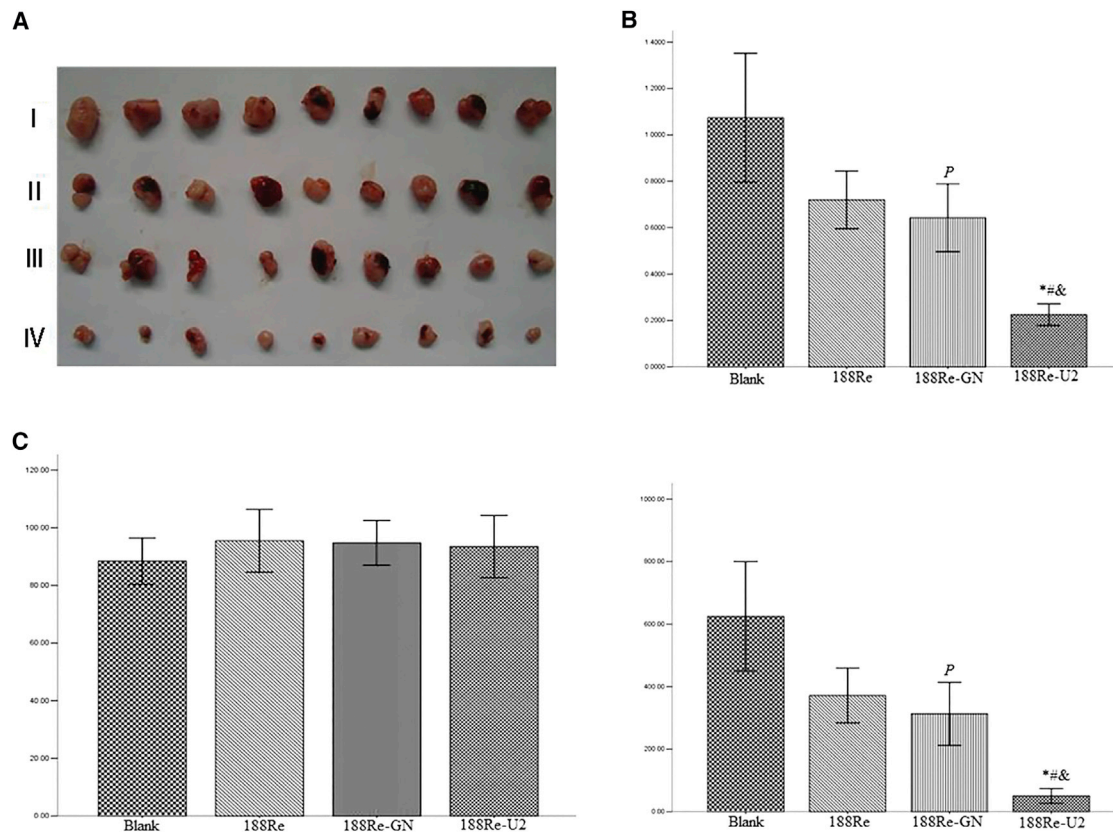 A
I
II
III
IV
B
1.4000
1.2000
1.0000
0.8000
0.6000
0.4000
0.2000
0.0000
P
*#&
Blank 188Re 188Re-GN 188Re-U2
C
120.00
100.00
80.00
60.00
40.00
20.00
0.00
Blank 188Re 188Re-GN 188Re-U2
1000.00
800.00
600.00
400.00
200.00
0.00
P
*#&
Blank 188Re 188Re-GN 188Re-U2